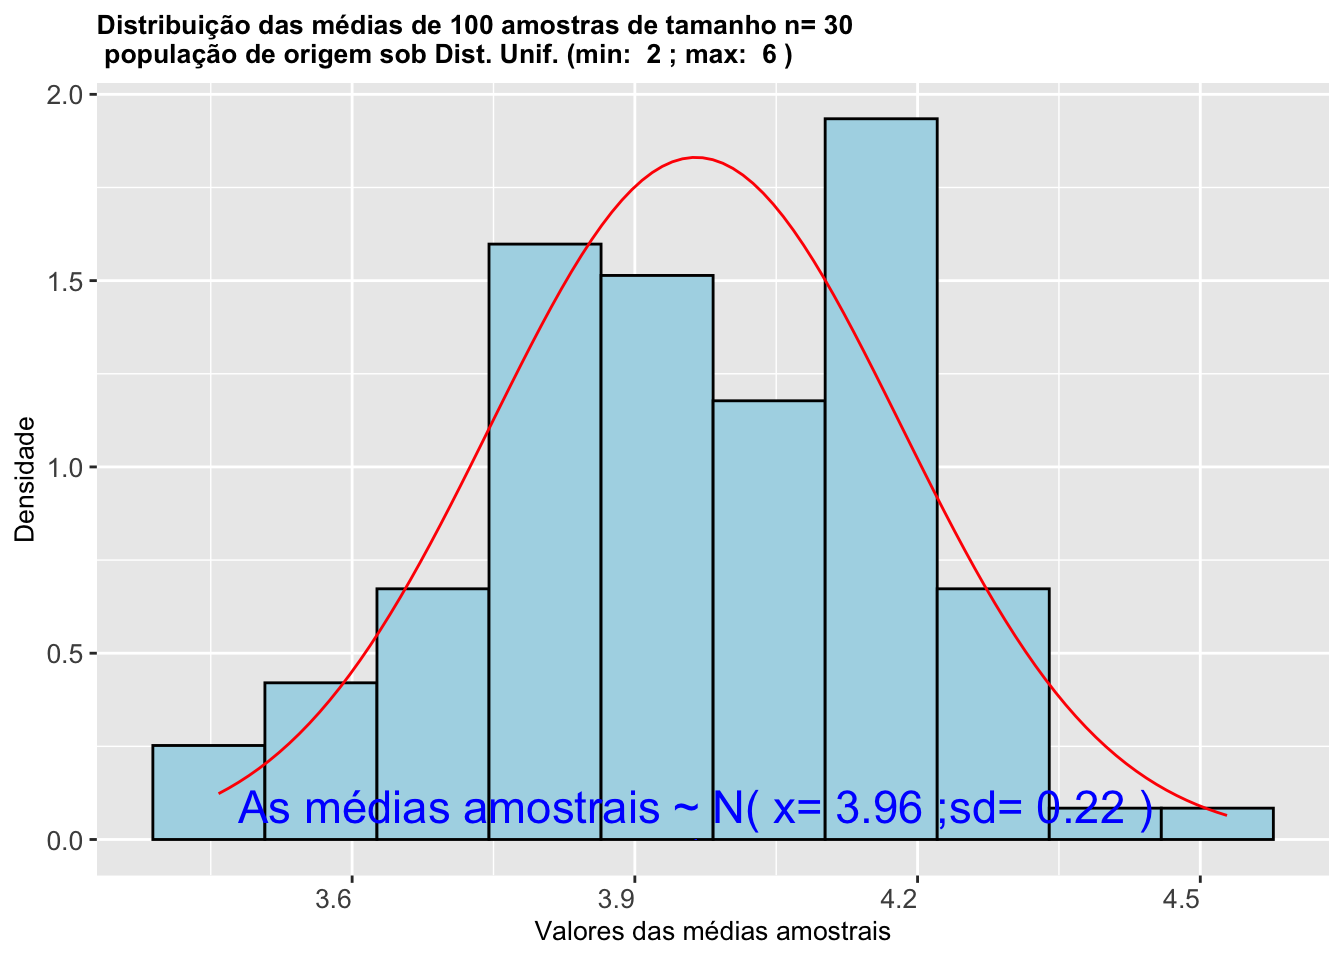 Distribuição das médias de 100 amostras de tamanho n= 30
população de origem sob Dist. Unif. (min:  2 ; max:  6 )
2.0
1.5
1.0
0.5
0.0
Densidade
As médias amostrais ~ N( x= 3.96 ;sd= 0.22 )
3.6 3.9 4.2 4.5
Valores das médias amostrais